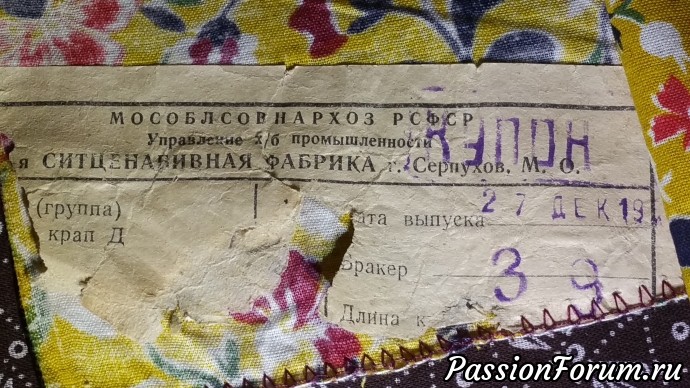 МОСОБЛСОВНАРХОЗ РСФСР
Управление х/б промышленности
КУПОН
я СИТЦЕНАБИВНАЯ ФАБРИКА г. Серпухов, М. О.
(группа)
крап Д
ата выпуска 27 ДЕК 19
Бракер 3 9
Длина к
PassionForum.ru